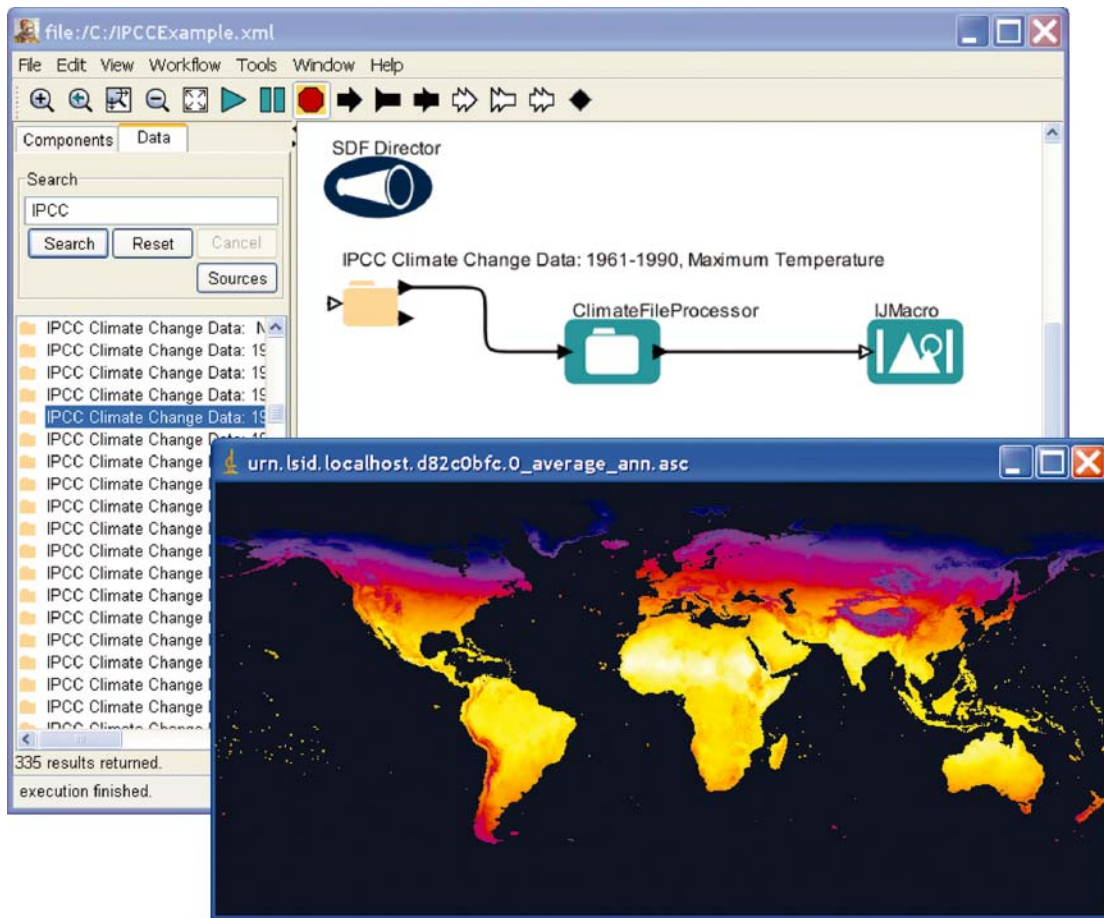 file:/C:/IPCCExample.xml
File Edit View Workflow Tools Window Help
Components Data
Search
IPCC
Search Reset Cancel
Sources
IPCC Climate Change Data: N
IPCC Climate Change Data: 19
IPCC Climate Change Data: 19
IPCC Climate Change Data: 19
IPCC Climate Change Data: 19
IPCC Climate Change Data: 19
IPCC Climate Change
IPCC Climate Change
IPCC Climate Change
IPCC Climate Change
IPCC Climate Change
IPCC Climate Change
IPCC Climate Change
IPCC Climate Change
IPCC Climate Change
IPCC Climate Change
IPCC Climate Change
IPCC Climate Change
IPCC Climate Change
335 results returned.
execution finished.
SDF Director
IPCC Climate Change Data: 1961-1990, Maximum Temperature
ClimateFileProcessor
IJMacro
urn.lsid.localhost.d82c0bfc.0_average_ann.asc